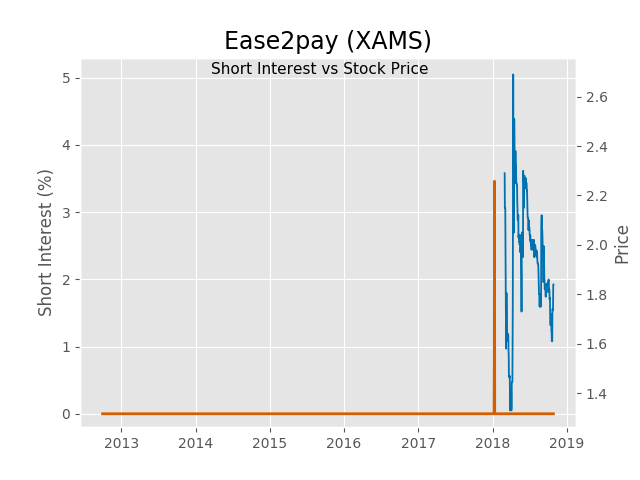 Ease2pay (XAMS)
Short Interest vs Stock Price
Short Interest (%)
5
4
3
2
1
0
2.6
2.4
2.2
2.0
1.8
1.6
1.4
Price
2013 2014 2015 2016 2017 2018 2019